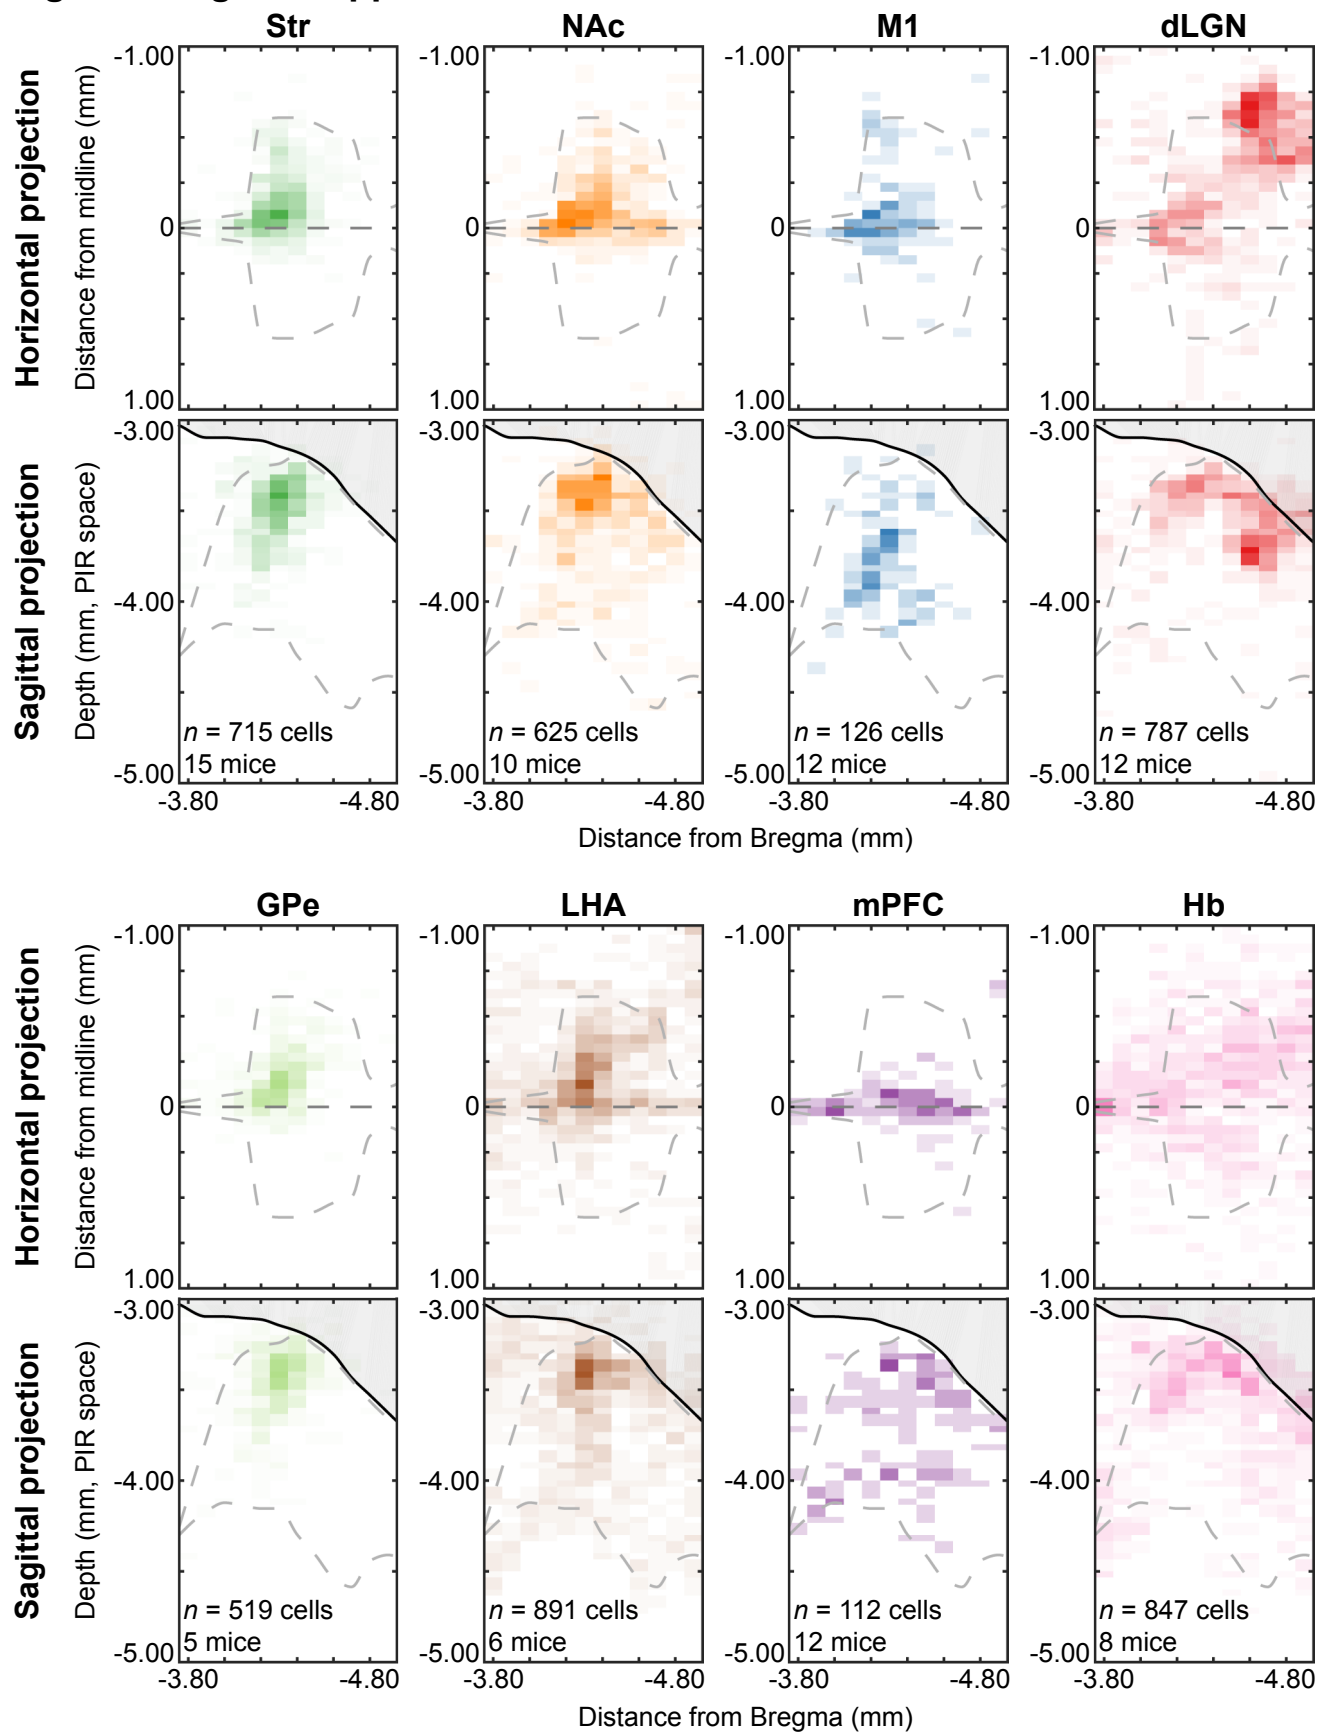 Str NAc M1 dLGN
Horizontal projection
Distance from midline (mm)
-1.00 -1.00 -1.00 -1.00
0 0 0 0
1.00 1.00 1.00 1.00
Sagittal projection
Depth (mm, PIR space)
-3.00 -3.00 -3.00 -3.00
-4.00 -4.00 -4.00 -4.00
n = 715 cells n = 625 cells n = 126 cells n = 787 cells
15 mice 10 mice 12 mice 12 mice
-5.00 -5.00 -5.00 -5.00
-3.80 -4.80 -3.80 -4.80 -3.80 -4.80 -3.80 -4.80
Distance from Bregma (mm)
GPe LHA mPFC Hb
Horizontal projection
Distance from midline (mm)
-1.00 -1.00 -1.00 -1.00
0 0 0 0
1.00 1.00 1.00 1.00
Sagittal projection
Depth (mm, PIR space)
-3.00 -3.00 -3.00 -3.00
-4.00 -4.00 -4.00 -4.00
n = 519 cells n = 891 cells n = 112 cells n = 847 cells
5 mice 6 mice 12 mice 8 mice
-5.00 -5.00 -5.00 -5.00
-3.80 -4.80 -3.80 -4.80 -3.80 -4.80 -3.80 -4.80
Distance from Bregma (mm)